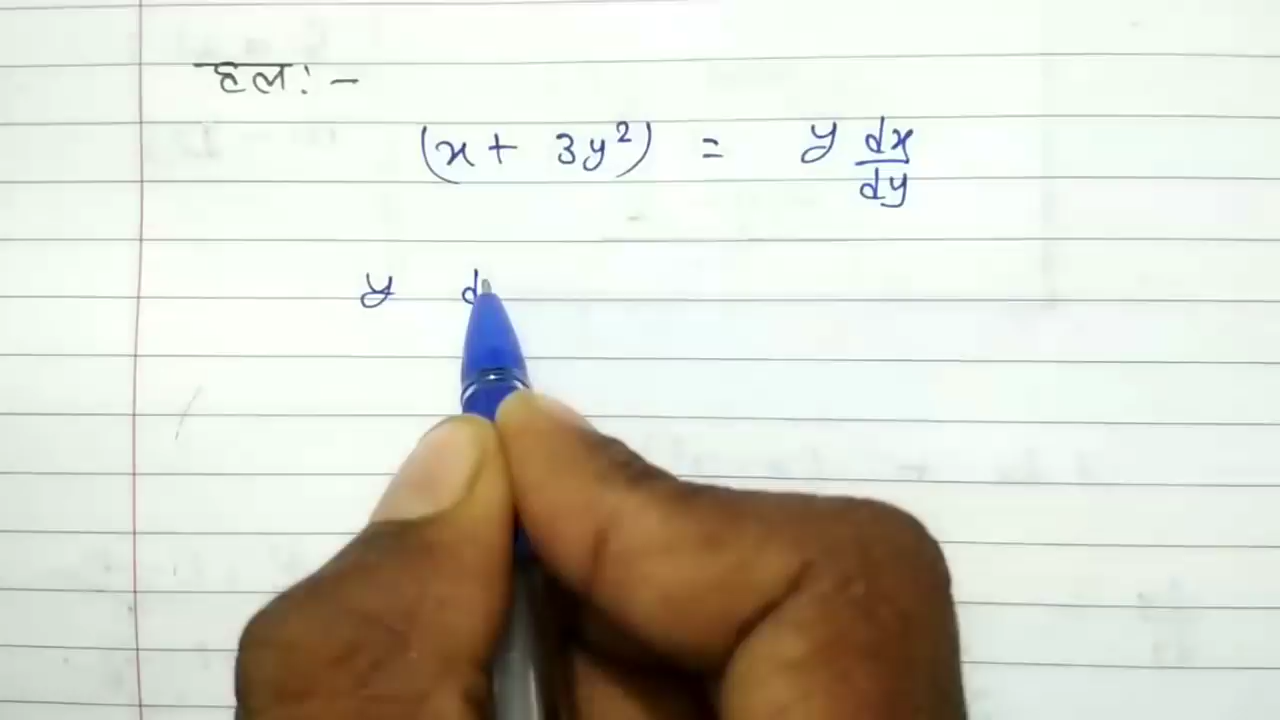 हलः-
(x + 3y²) = y dx/dy
y d